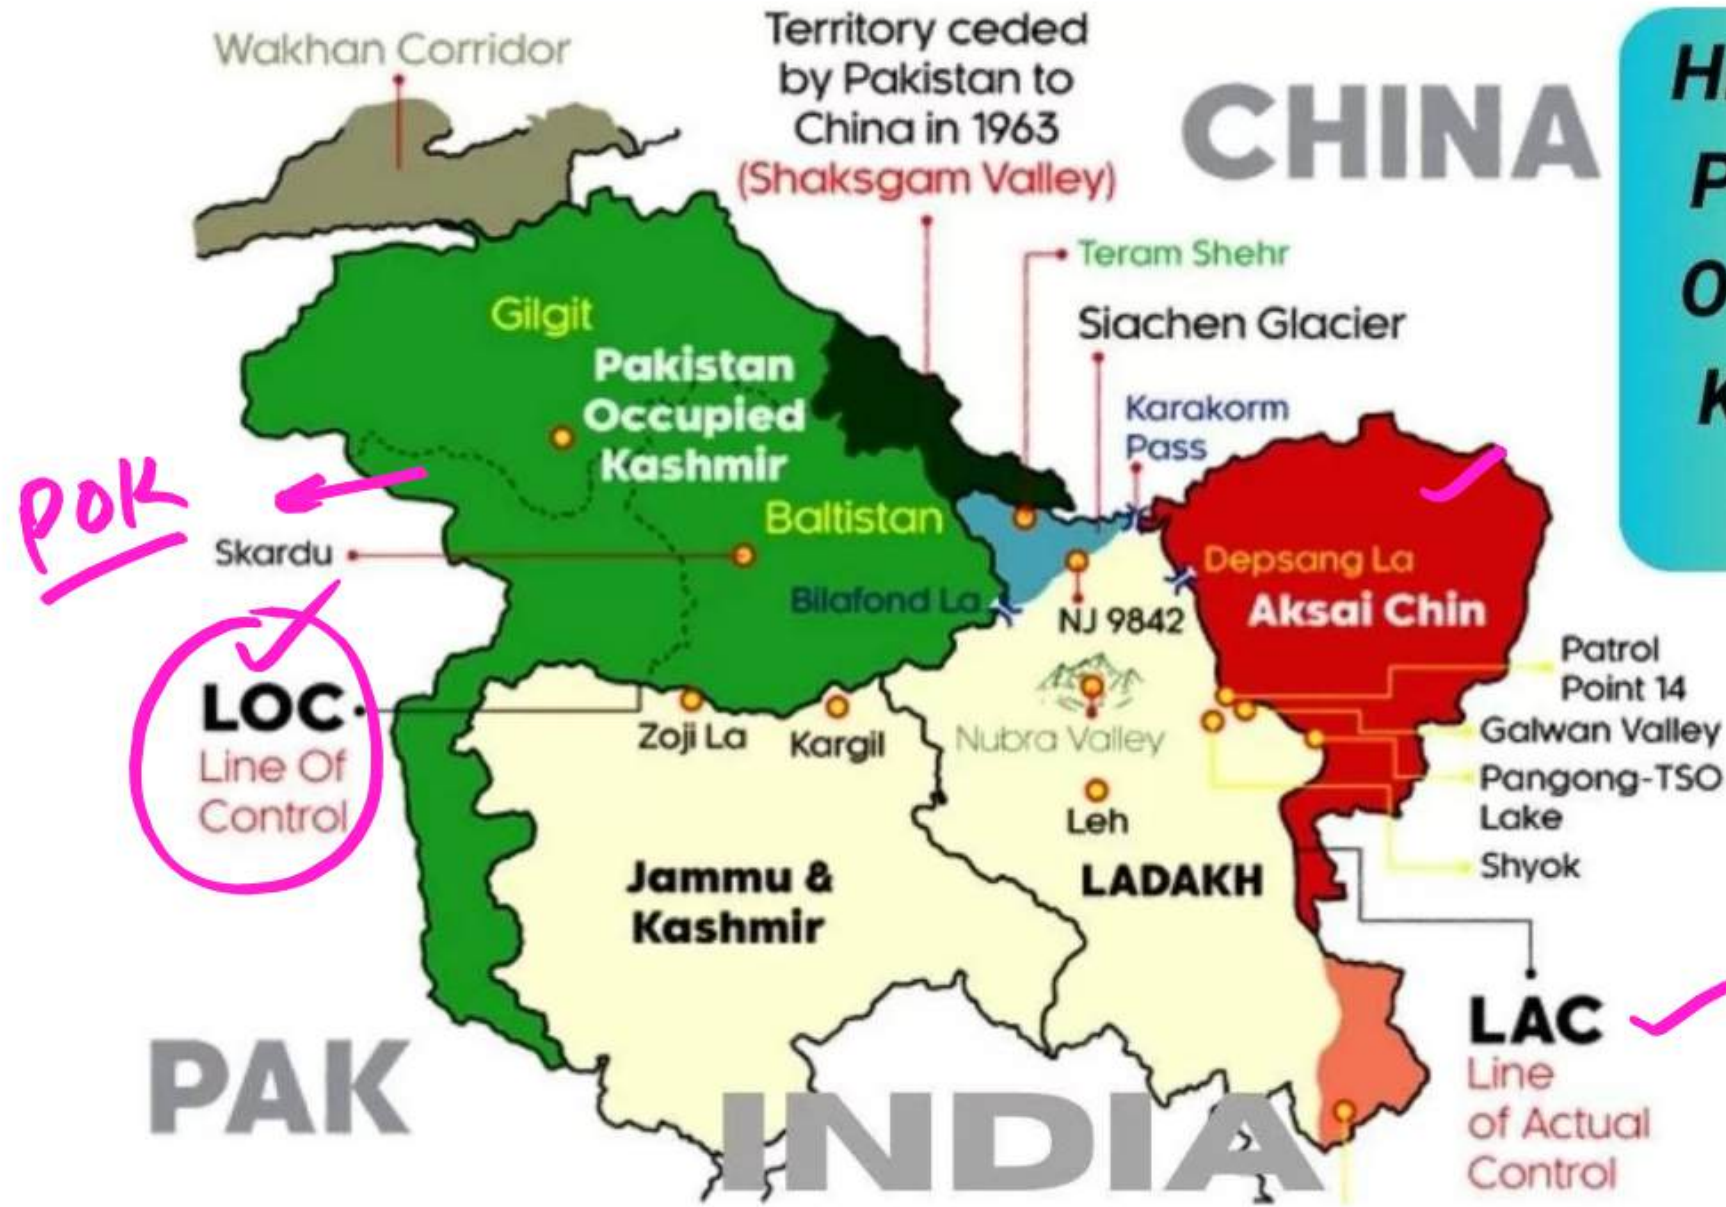 Wakhan Corridor
Territory ceded
by Pakistan to
China in 1963
(Shaksgam Valley)
CHINA
Teram Shehr
Siachen Glacier
Karakorm
Pass
Gilgit
Pakistan
Occupied
Kashmir
Baltistan
POK
Skardu
Bilafond La
NJ 9842
Depsang La
Aksai Chin
Patrol
Point 14
Galwan Valley
Pangong-TSO
Lake
Shyok
LOC
Line Of
Control
Zoji La
Kargil
Nubra Valley
Leh
Jammu &
Kashmir
LADAKH
LAC
Line
of Actual
Control
PAK
INDIA